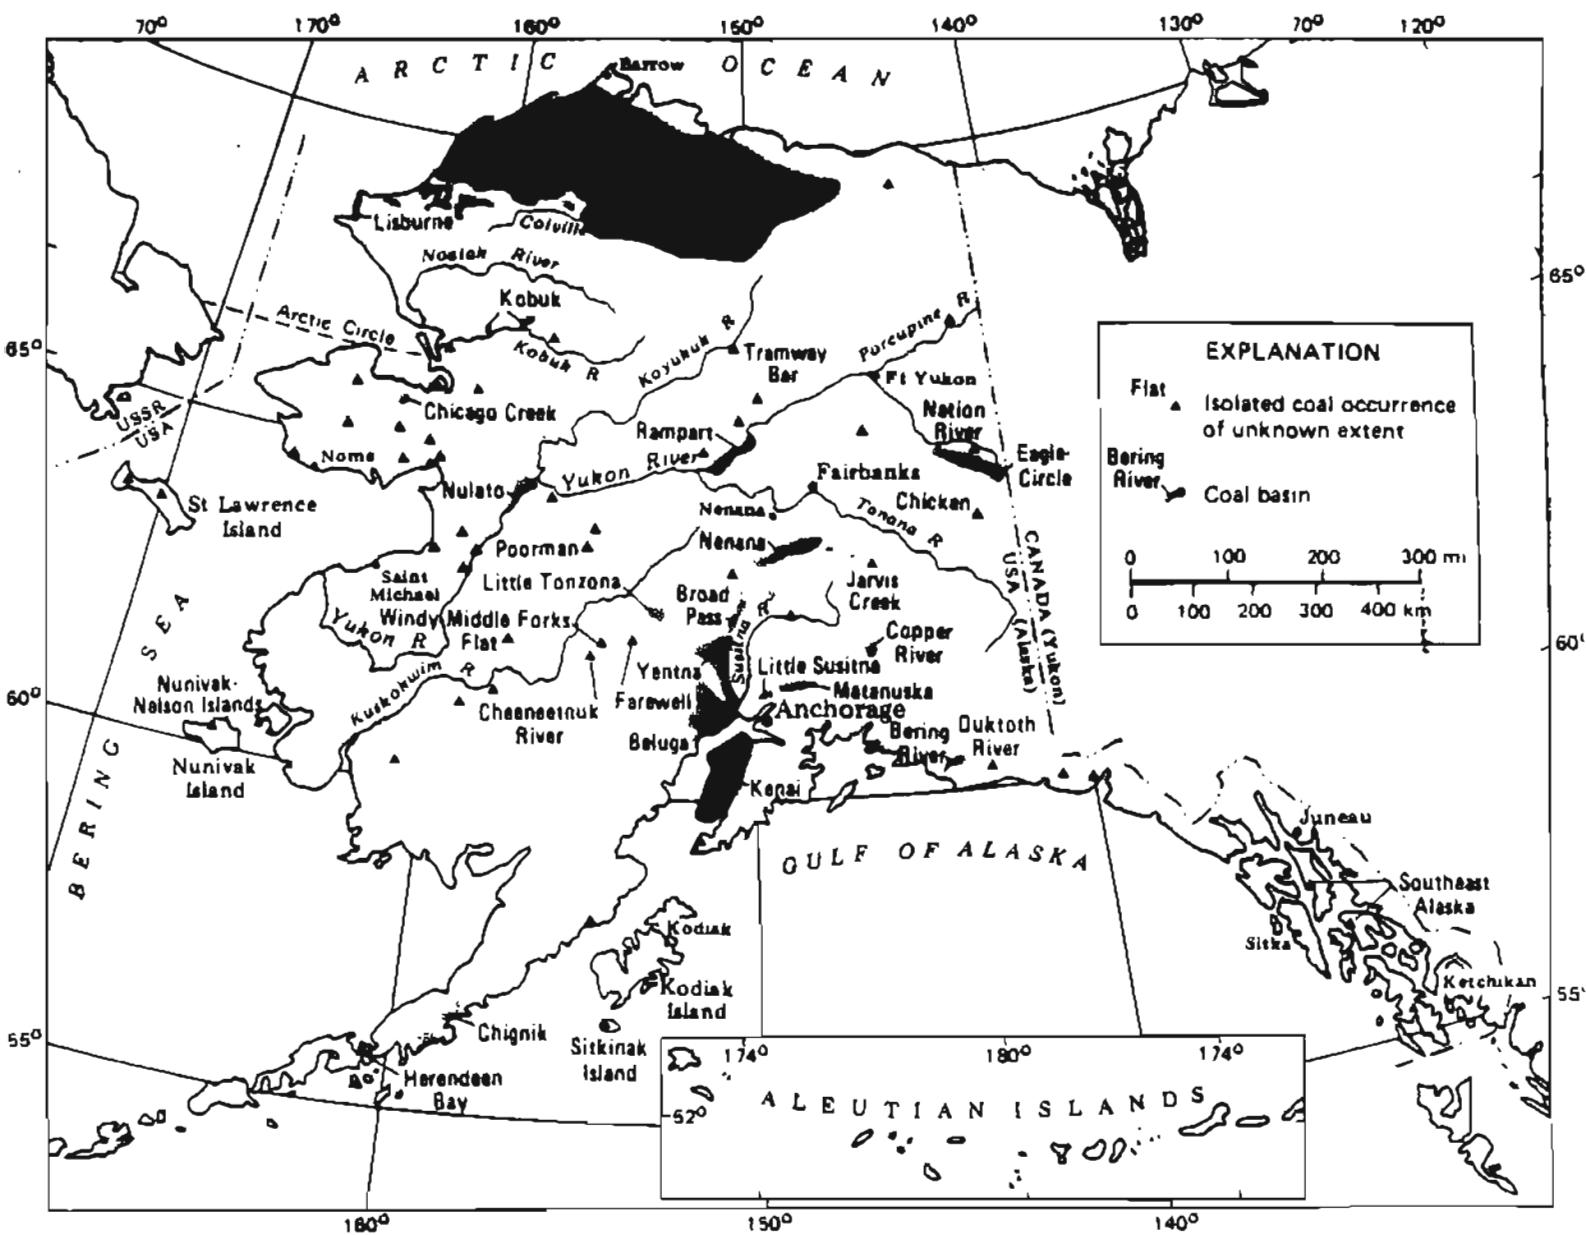 70° 170° 160° 150° 140° 130° 70° 120°
ARCTIC OCEAN
Barrow
Lisburne
Colville
Noatak River
Kobuk
Arctic Circle
Kobuk R
Koyukuk R
Porcupine R
65°
65°
Tramway
Bar
Ft Yukon
Chicago Creek
USSR
USA
Nome
Rampart
Nation
River
Eagle-
Circle
Yukon River
Fairbanks
Nulato
Chicken
St Lawrence
Island
Nenana
Tanana R
Poorman
Nenana
Little Tonzona
Saint
Michael
Broad
Pass
Jarvis
Creek
CANADA (Yukon)
USA (Alaska)
Windy Middle Forks
Flat
Yukon R
Susitna R
Copper
River
Yentna
Little Susitna
Kuskokwim R
Farewell
Matanuska
Anchorage
60°
60°
Nunivak-
Nelson Islands
Cheeneetnuk
River
Beluga
Bering
River
Duktoth
River
Nunivak
Island
Kenai
BERING SEA
GULF OF ALASKA
Juneau
Southeast
Alaska
Sitka
Ketchikan
Kodiak
Kodiak
Island
55°
55°
Chignik
Sitkinak
Island
Herendeen
Bay
174° 180° 174°
52°
ALEUTIAN ISLANDS
160° 150° 140°
EXPLANATION
Flat
Isolated coal occurrence
of unknown extent
Bering
River
Coal basin
0 100 200 300 mi
0 100 200 300 400 km